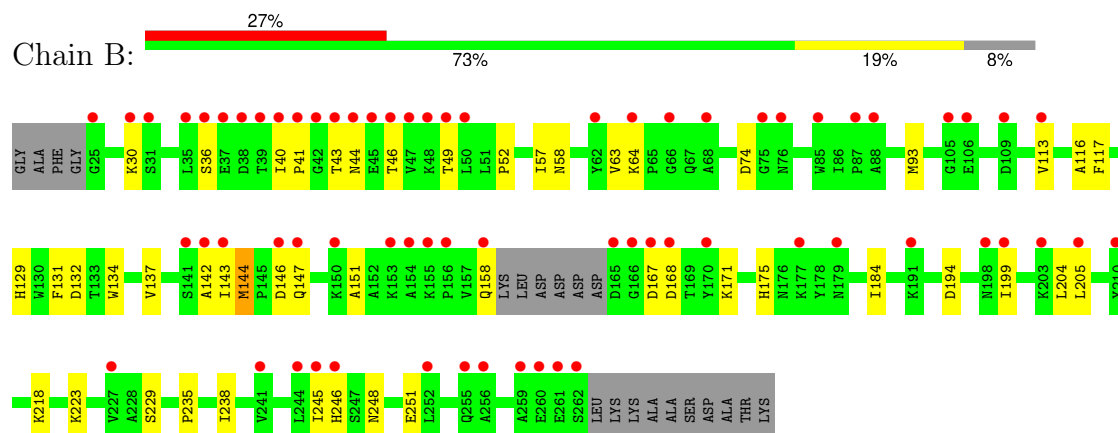 27%
Chain B:
73% 19% 8%
GLY ALA PHE GLY G25 K30 S31 L35 S36 E37 D38 T39 I40 P41 G42 T43 N44 E45 T46 V47 K48 T49 L50 L51 P52 I57 N58 Y62 V63 K64 P65 G66 Q67 A68 D74 G75 N76 W85 I86 P87 A88 M93 G105 E106 D109 V113 A116 F117
H129 W130 F131 D132 T133 W134 V137 S141 A142 I143 M144 P145 D146 Q147 K150 A151 A152 K153 A154 K155 P156 V157 Q158 LYS LEU ASP ASP ASP ASP D165 G166 D167 D168 T169 Y170 K171 H175 N176 K177 Y178 N179 I184 K191 D194 N198 I199 K203 L204 L205
K218 K223 V227 A228 S229 P235 I238 V241 L244 I245 H246 S247 N248 E251 L252 Q255 A256 A259 E260 E261 S262 LEU LYS LYS ALA ALA SER ASP ALA THR LYS